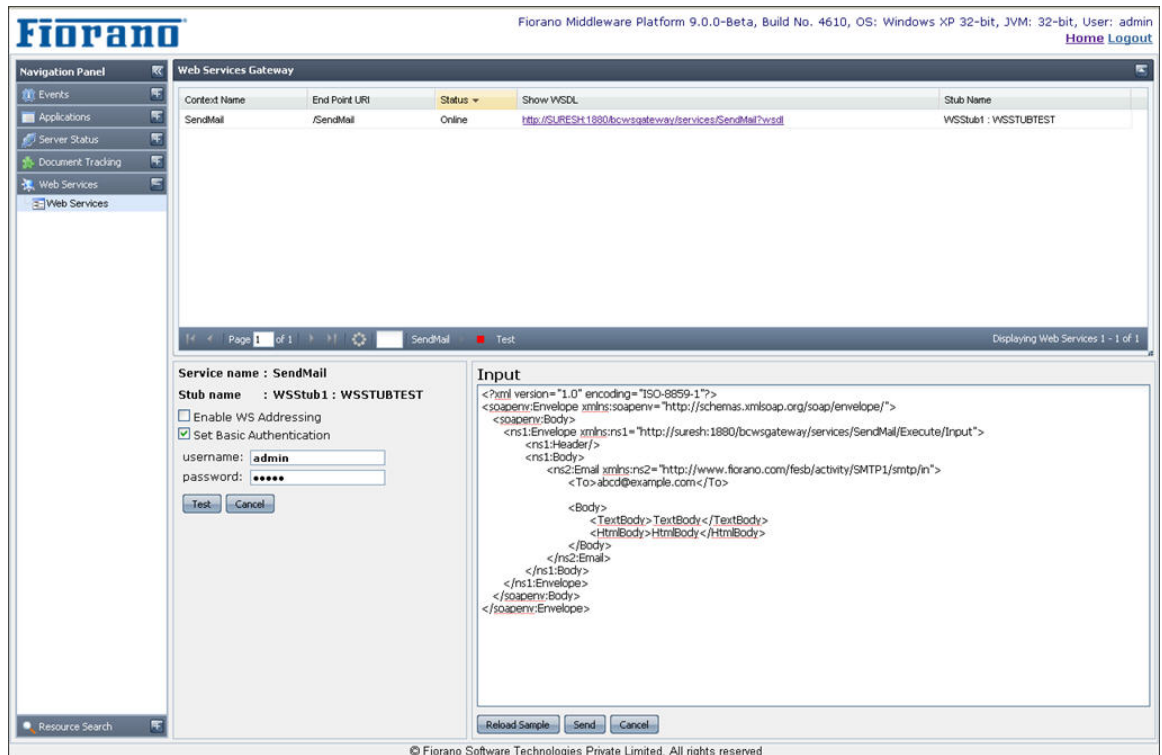 Fiorano
Fiorano Middleware Platform 9.0.0-Beta, Build No. 4610, OS: Windows XP 32-bit, JVM: 32-bit, User: admin
Home Logout
Navigation Panel
Events
Applications
Server Status
Document Tracking
Web Services
Web Services
Resource Search
Web Services Gateway
Context Name End Point URI Status Show WSDL Stub Name
SendMail /SendMail Online http://SURESH:1880/bcwsgateway/services/SendMail?wsdl WSStub1 : WSSTUBTEST
Page 1 of 1 SendMail Test Displaying Web Services 1 - 1 of 1
Service name : SendMail
Stub name : WSStub1 : WSSTUBTEST
Enable WS Addressing
Set Basic Authentication
username: admin
password: •••••
Test Cancel
Input
<?xml version="1.0" encoding="ISO-8859-1"?>
<soapenv:Envelope xmlns:soapenv="http://schemas.xmlsoap.org/soap/envelope/">
<soapenv:Body>
<ns1:Envelope xmlns:ns1="http://suresh:1880/bcwsgateway/services/SendMail/Execute/Input">
<ns1:Header/>
<ns1:Body>
<ns2:Email xmlns:ns2="http://www.fiorano.com/fesb/activity/SMTP1/smtp/in">
<To>abcd@example.com</To>
<Body>
<TextBody>TextBody</TextBody>
<HtmlBody>HtmlBody</HtmlBody>
</Body>
</ns2:Email>
</ns1:Body>
</ns1:Envelope>
</soapenv:Body>
</soapenv:Envelope>
Reload Sample Send Cancel
© Fiorano Software Technologies Private Limited. All rights reserved